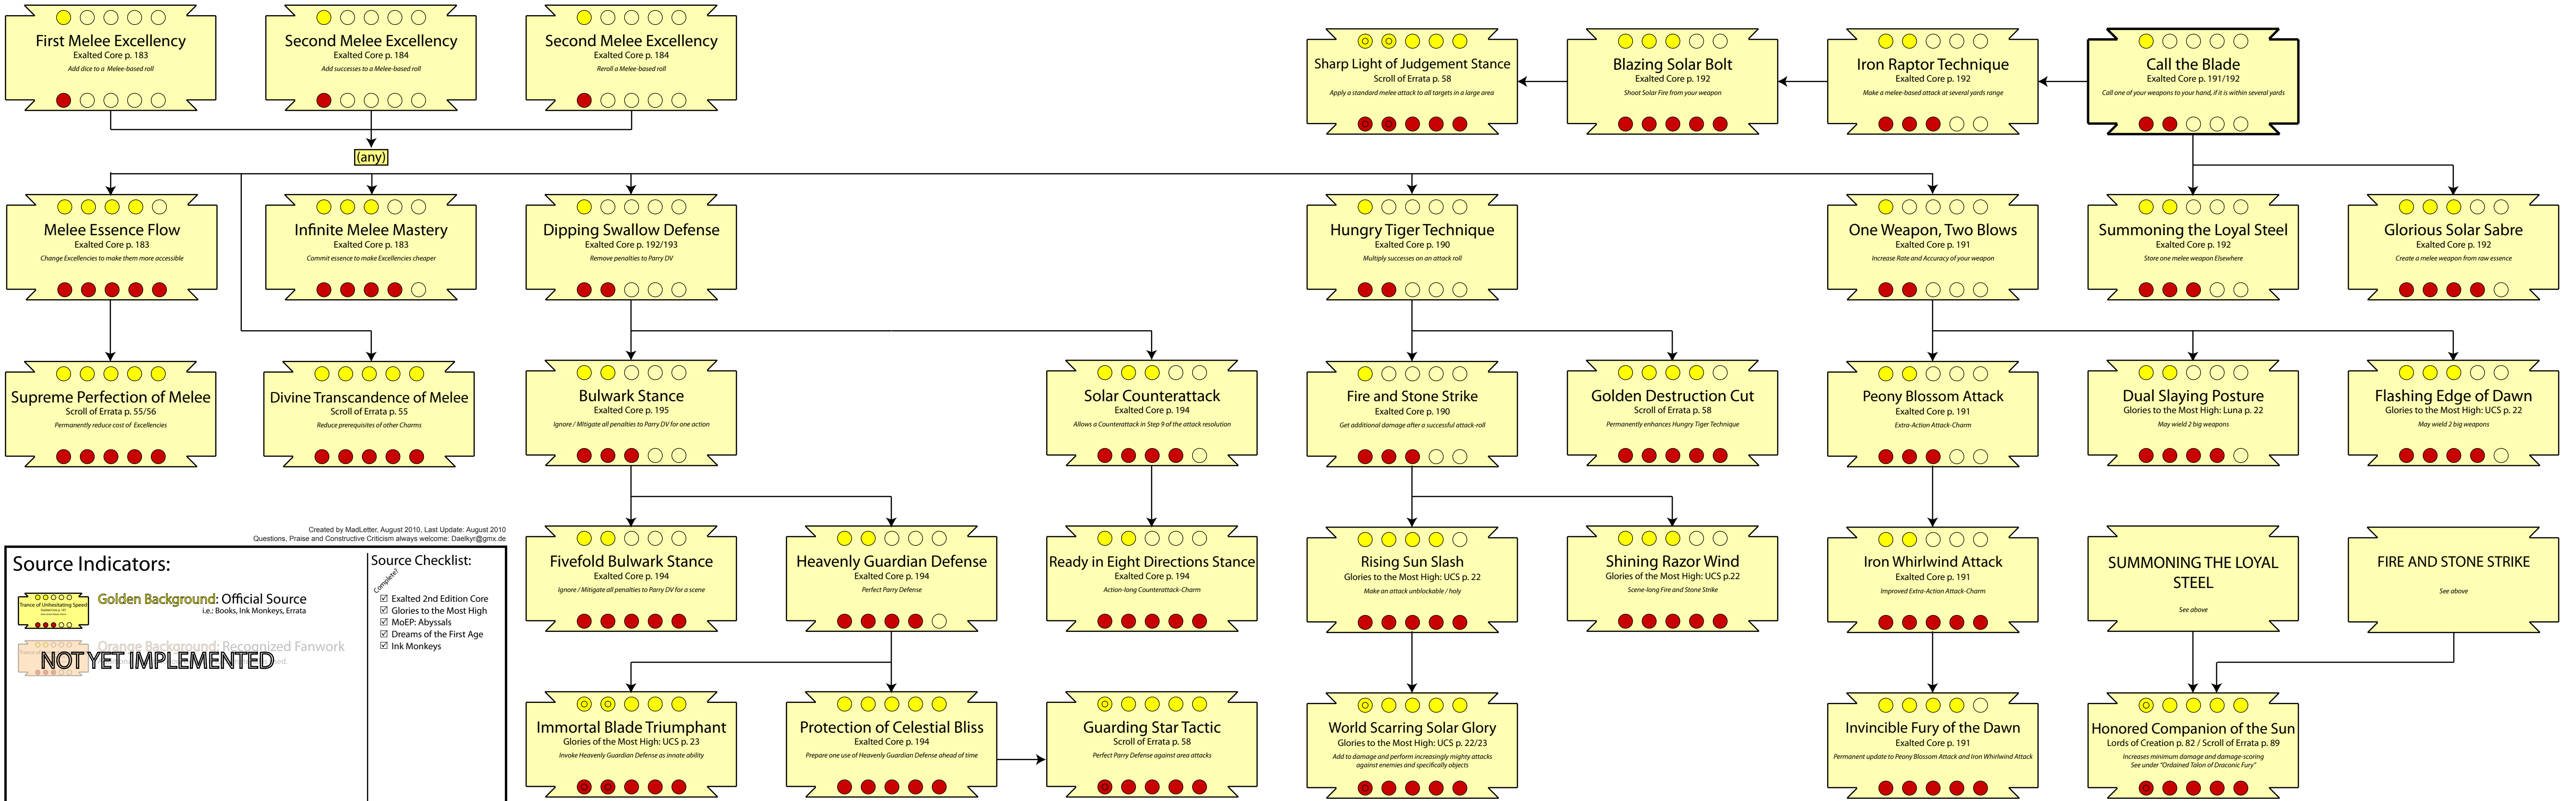 First Melee Excellency
Exalted Core p. 183
Add dice to a Melee-based roll
Second Melee Excellency
Exalted Core p. 184
Add successes to a Melee-based roll
Second Melee Excellency
Exalted Core p. 184
Reroll a Melee-based roll
Sharp Light of Judgement Stance
Scroll of Errata p. 58
Apply a standard melee attack to all targets in a large area
Blazing Solar Bolt
Exalted Core p. 192
Shoot Solar Fire from your weapon
Iron Raptor Technique
Exalted Core p. 192
Make a melee-based attack at several yards range
Call the Blade
Exalted Core p. 191/192
Call one of your weapons to your hand, if it is within several yards
(any)
Melee Essence Flow
Exalted Core p. 183
Change Excellencies to make them more accessible
Infinite Melee Mastery
Exalted Core p. 183
Commit essence to make Excellencies cheaper
Dipping Swallow Defense
Exalted Core p. 192/193
Remove penalties to Parry DV
Hungry Tiger Technique
Exalted Core p. 190
Multiply successes on an attack roll
One Weapon, Two Blows
Exalted Core p. 191
Increase Rate and Accuracy of your weapon
Summoning the Loyal Steel
Exalted Core p. 192
Store one melee weapon Elsewhere
Glorious Solar Sabre
Exalted Core p. 192
Create a melee weapon from raw essence
Supreme Perfection of Melee
Scroll of Errata p. 55/56
Permanently reduce cost of Excellencies
Divine Transcandence of Melee
Scroll of Errata p. 55
Reduce prerequisites of other Charms
Bulwark Stance
Exalted Core p. 195
Ignore / Mitigate all penalties to Parry DV for one action
Solar Counterattack
Exalted Core p. 194
Allows a Counterattack in Step 9 of the attack resolution
Fire and Stone Strike
Exalted Core p. 190
Get additional damage after a successful attack-roll
Golden Destruction Cut
Scroll of Errata p. 58
Permanently enhances Hungry Tiger Technique
Peony Blossom Attack
Exalted Core p. 191
Extra-Action Attack-Charm
Dual Slaying Posture
Glories to the Most High: Luna p. 22
May wield 2 big weapons
Flashing Edge of Dawn
Glories to the Most High: UCS p. 22
May wield 2 big weapons
Created by MadLetter, August 2010, Last Update: August 2010
Questions, Praise and Constructive Criticism always welcome: Daelkyr@gmx.de
Fivefold Bulwark Stance
Exalted Core p. 194
Ignore / Mitigate all penalties to Parry DV for a scene
Heavenly Guardian Defense
Exalted Core p. 194
Perfect Parry Defense
Ready in Eight Directions Stance
Exalted Core p. 194
Action-long Counterattack-Charm
Rising Sun Slash
Glories to the Most High: UCS p. 22
Make an attack unblockable / holy
Shining Razor Wind
Glories of the Most High: UCS p.22
Scene-long Fire and Stone Strike
Iron Whirlwind Attack
Exalted Core p. 191
Improved Extra-Action Attack-Charm
SUMMONING THE LOYAL
STEEL
See above
FIRE AND STONE STRIKE
See above
Source Indicators:
Trance of Unhesitating Speed
Golden Background: Official Source
i.e.: Books, Ink Monkeys, Errata
Orange Background: Recognized Fanwork
NOT YET IMPLEMENTED
Source Checklist:
Complete?
Exalted 2nd Edition Core
Glories to the Most High
MoEP: Abyssals
Dreams of the First Age
Ink Monkeys
Immortal Blade Triumphant
Glories of the Most High: UCS p. 23
Invoke Heavenly Guardian Defense as innate ability
Protection of Celestial Bliss
Exalted Core p. 194
Prepare one use of Heavenly Guardian Defense ahead of time
Guarding Star Tactic
Scroll of Errata p. 58
Perfect Parry Defense against area attacks
World Scarring Solar Glory
Glories to the Most High: UCS p. 22/23
Add to damage and perform increasingly mighty attacks
against enemies and specifically objects
Invincible Fury of the Dawn
Exalted Core p. 191
Permanent update to Peony Blossom Attack and Iron Whirlwind Attack
Honored Companion of the Sun
Lords of Creation p. 82 / Scroll of Errata p. 89
Increases minimum damage and damage-scoring
See under "Ordained Talon of Draconic Fury"